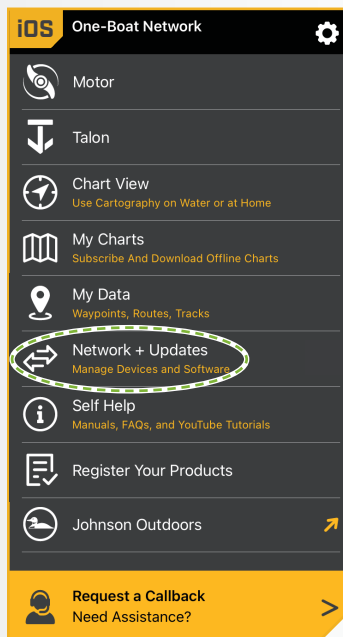 iOS
One-Boat Network
Motor
Talon
Chart View
Use Cartography on Water or at Home
My Charts
Subscribe And Download Offline Charts
My Data
Waypoints, Routes, Tracks
Network + Updates
Manage Devices and Software
Self Help
Manuals, FAQs, and YouTube Tutorials
Register Your Products
Johnson Outdoors
Request a Callback
Need Assistance?